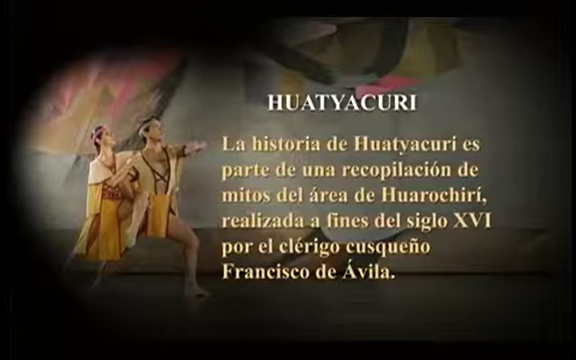 HUATYACURI
La historia de Huatyacuri es
parte de una recopilación de
mitos del área de Huarochirí,
realizada a fines del siglo XVI
por el clérigo cusqueño
Francisco de Ávila.